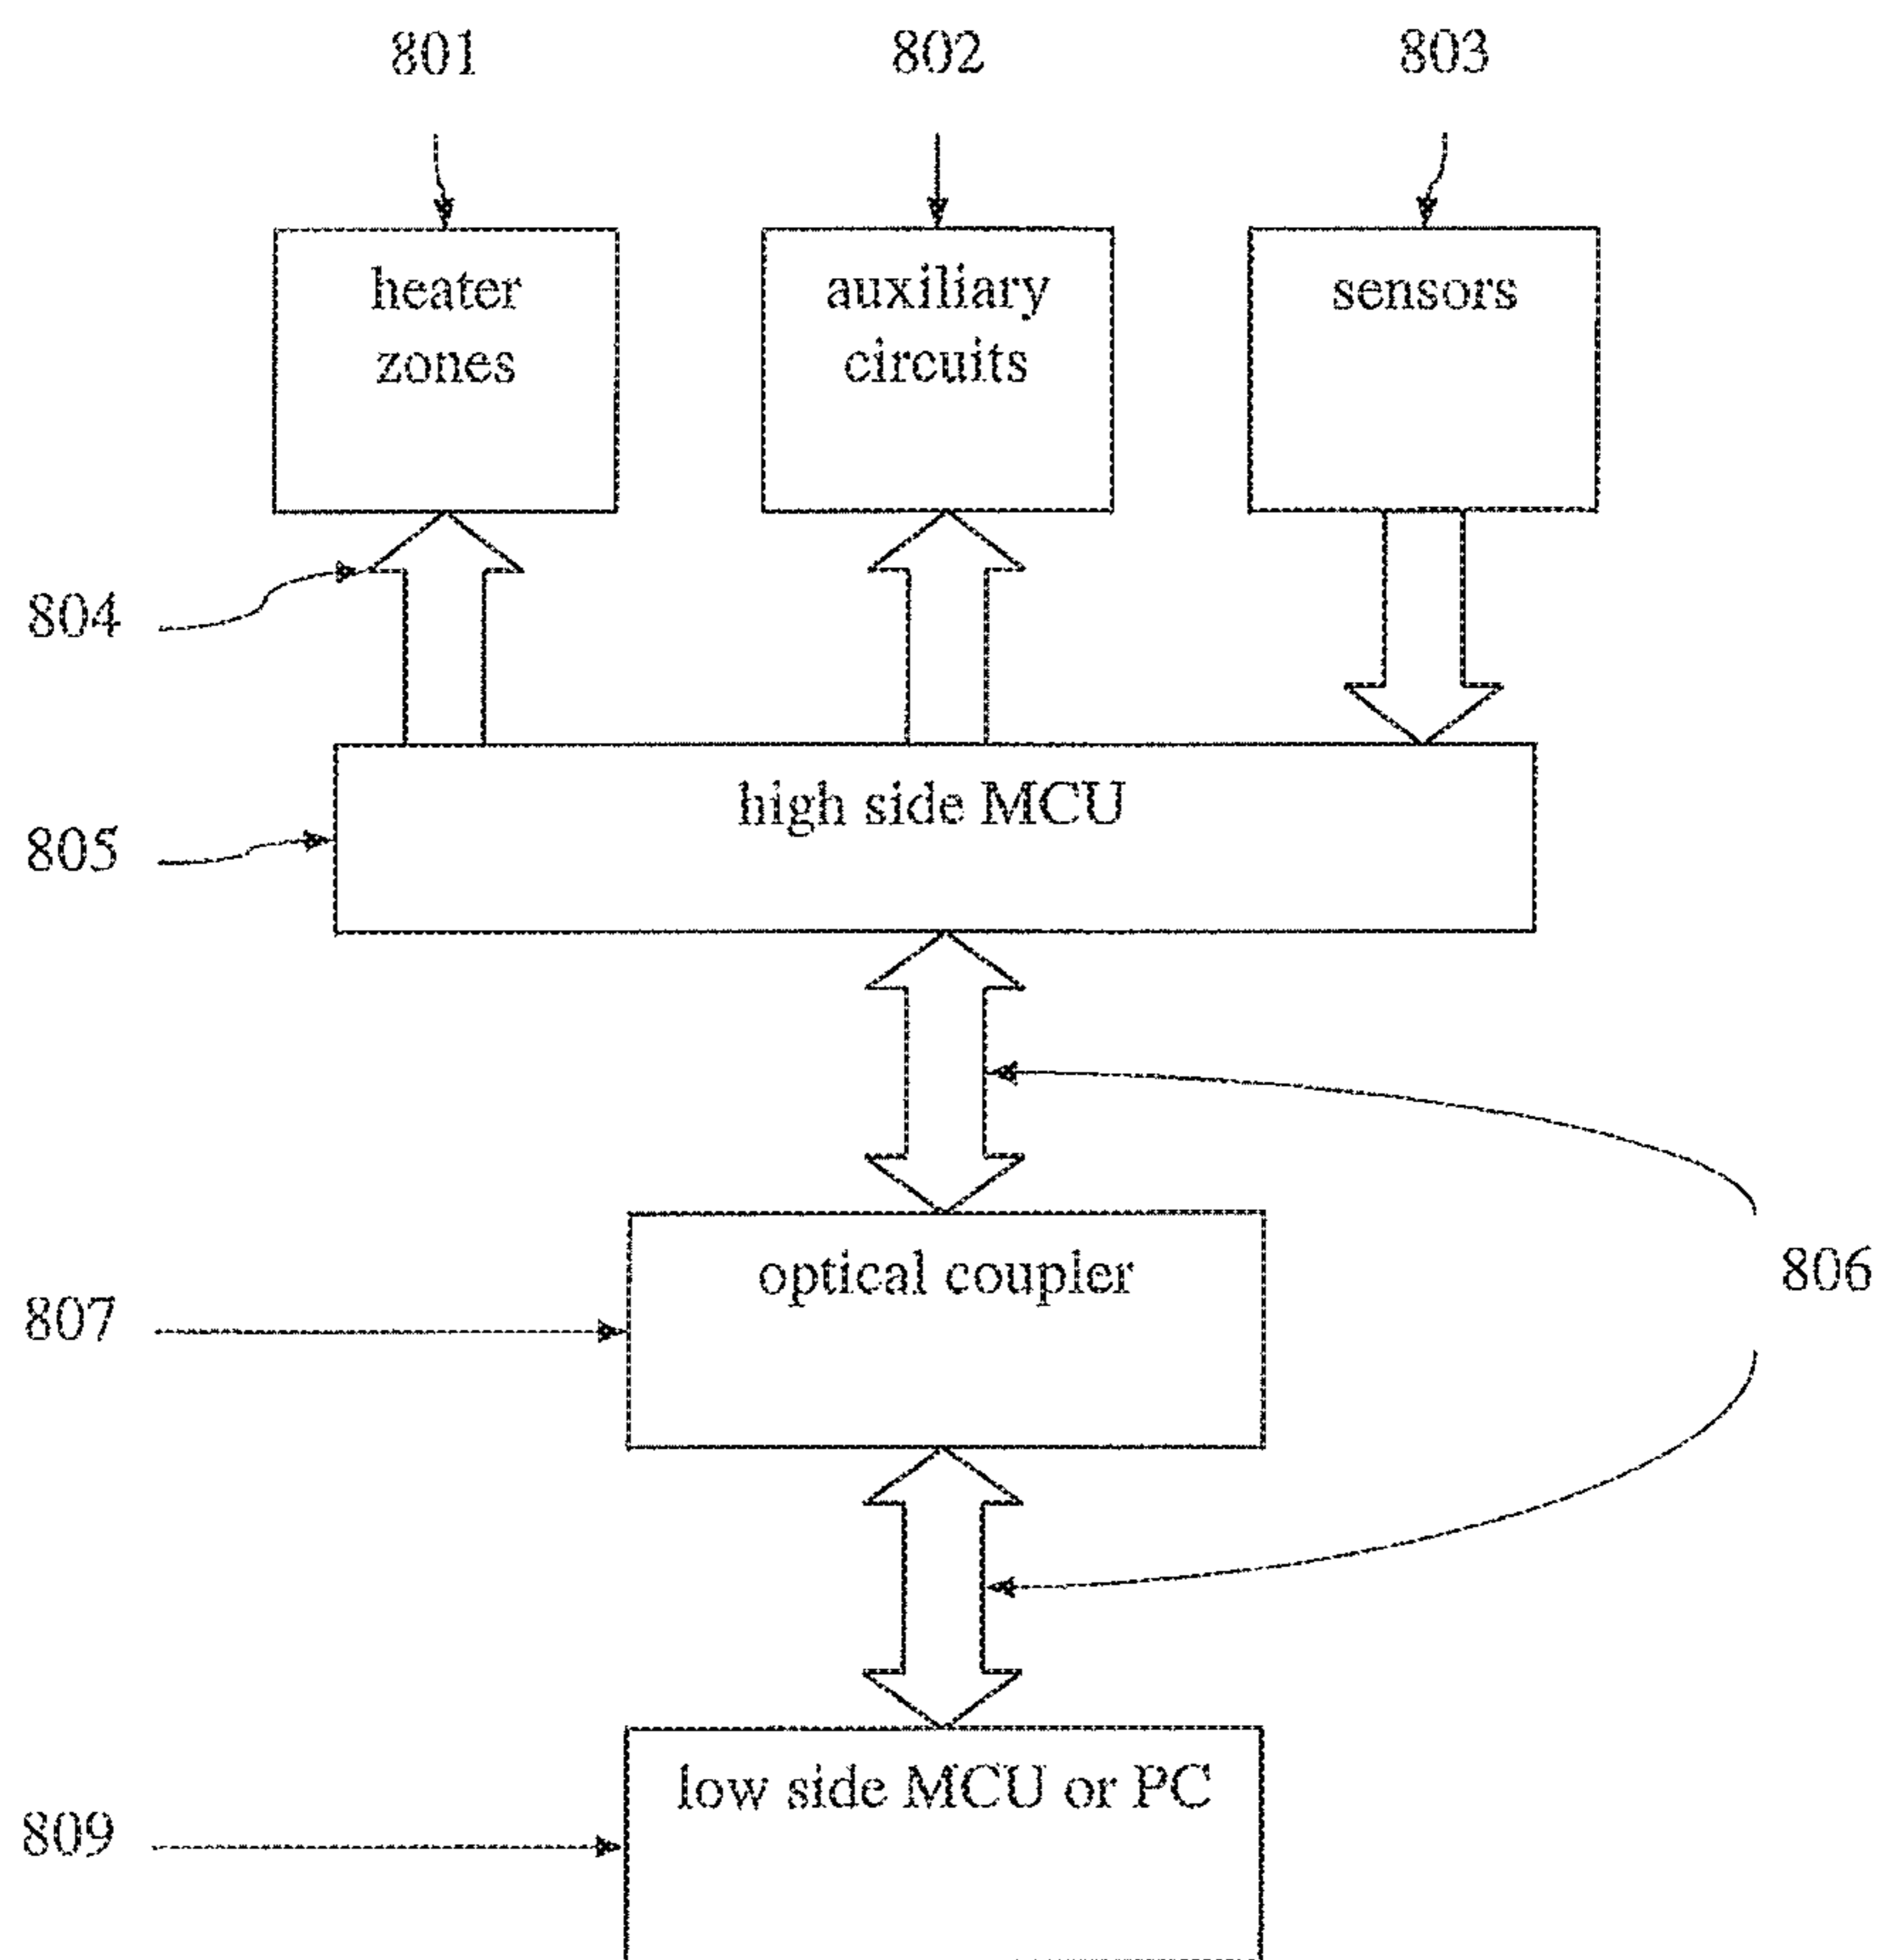 801 802 803
heater
zones
auxiliary
circuits
sensors
804
high side MCU
805
optical coupler
806
807
low side MCU or PC
809